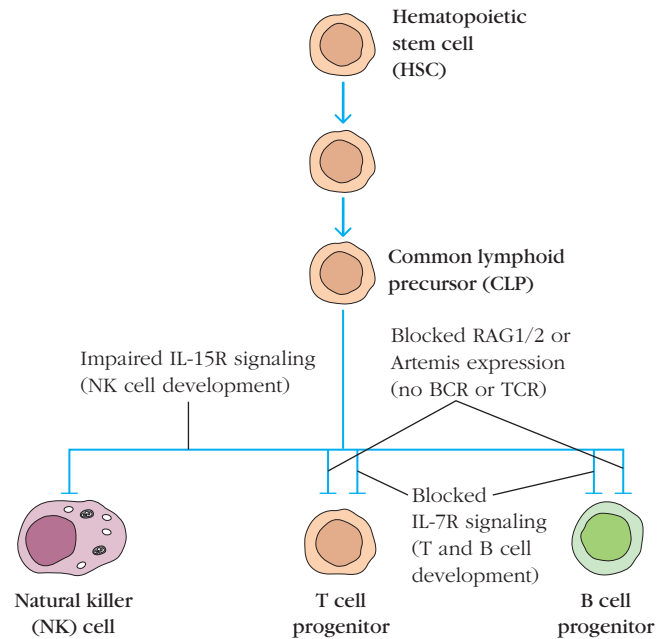 Hematopoietic
stem cell
(HSC)
Common lymphoid
precursor (CLP)
Impaired IL-15R signaling
(NK cell development)
Blocked RAG1/2 or
Artemis expression
(no BCR or TCR)
Blocked
IL-7R signaling
(T and B cell
development)
Natural killer
(NK) cell
T cell
progenitor
B cell
progenitor